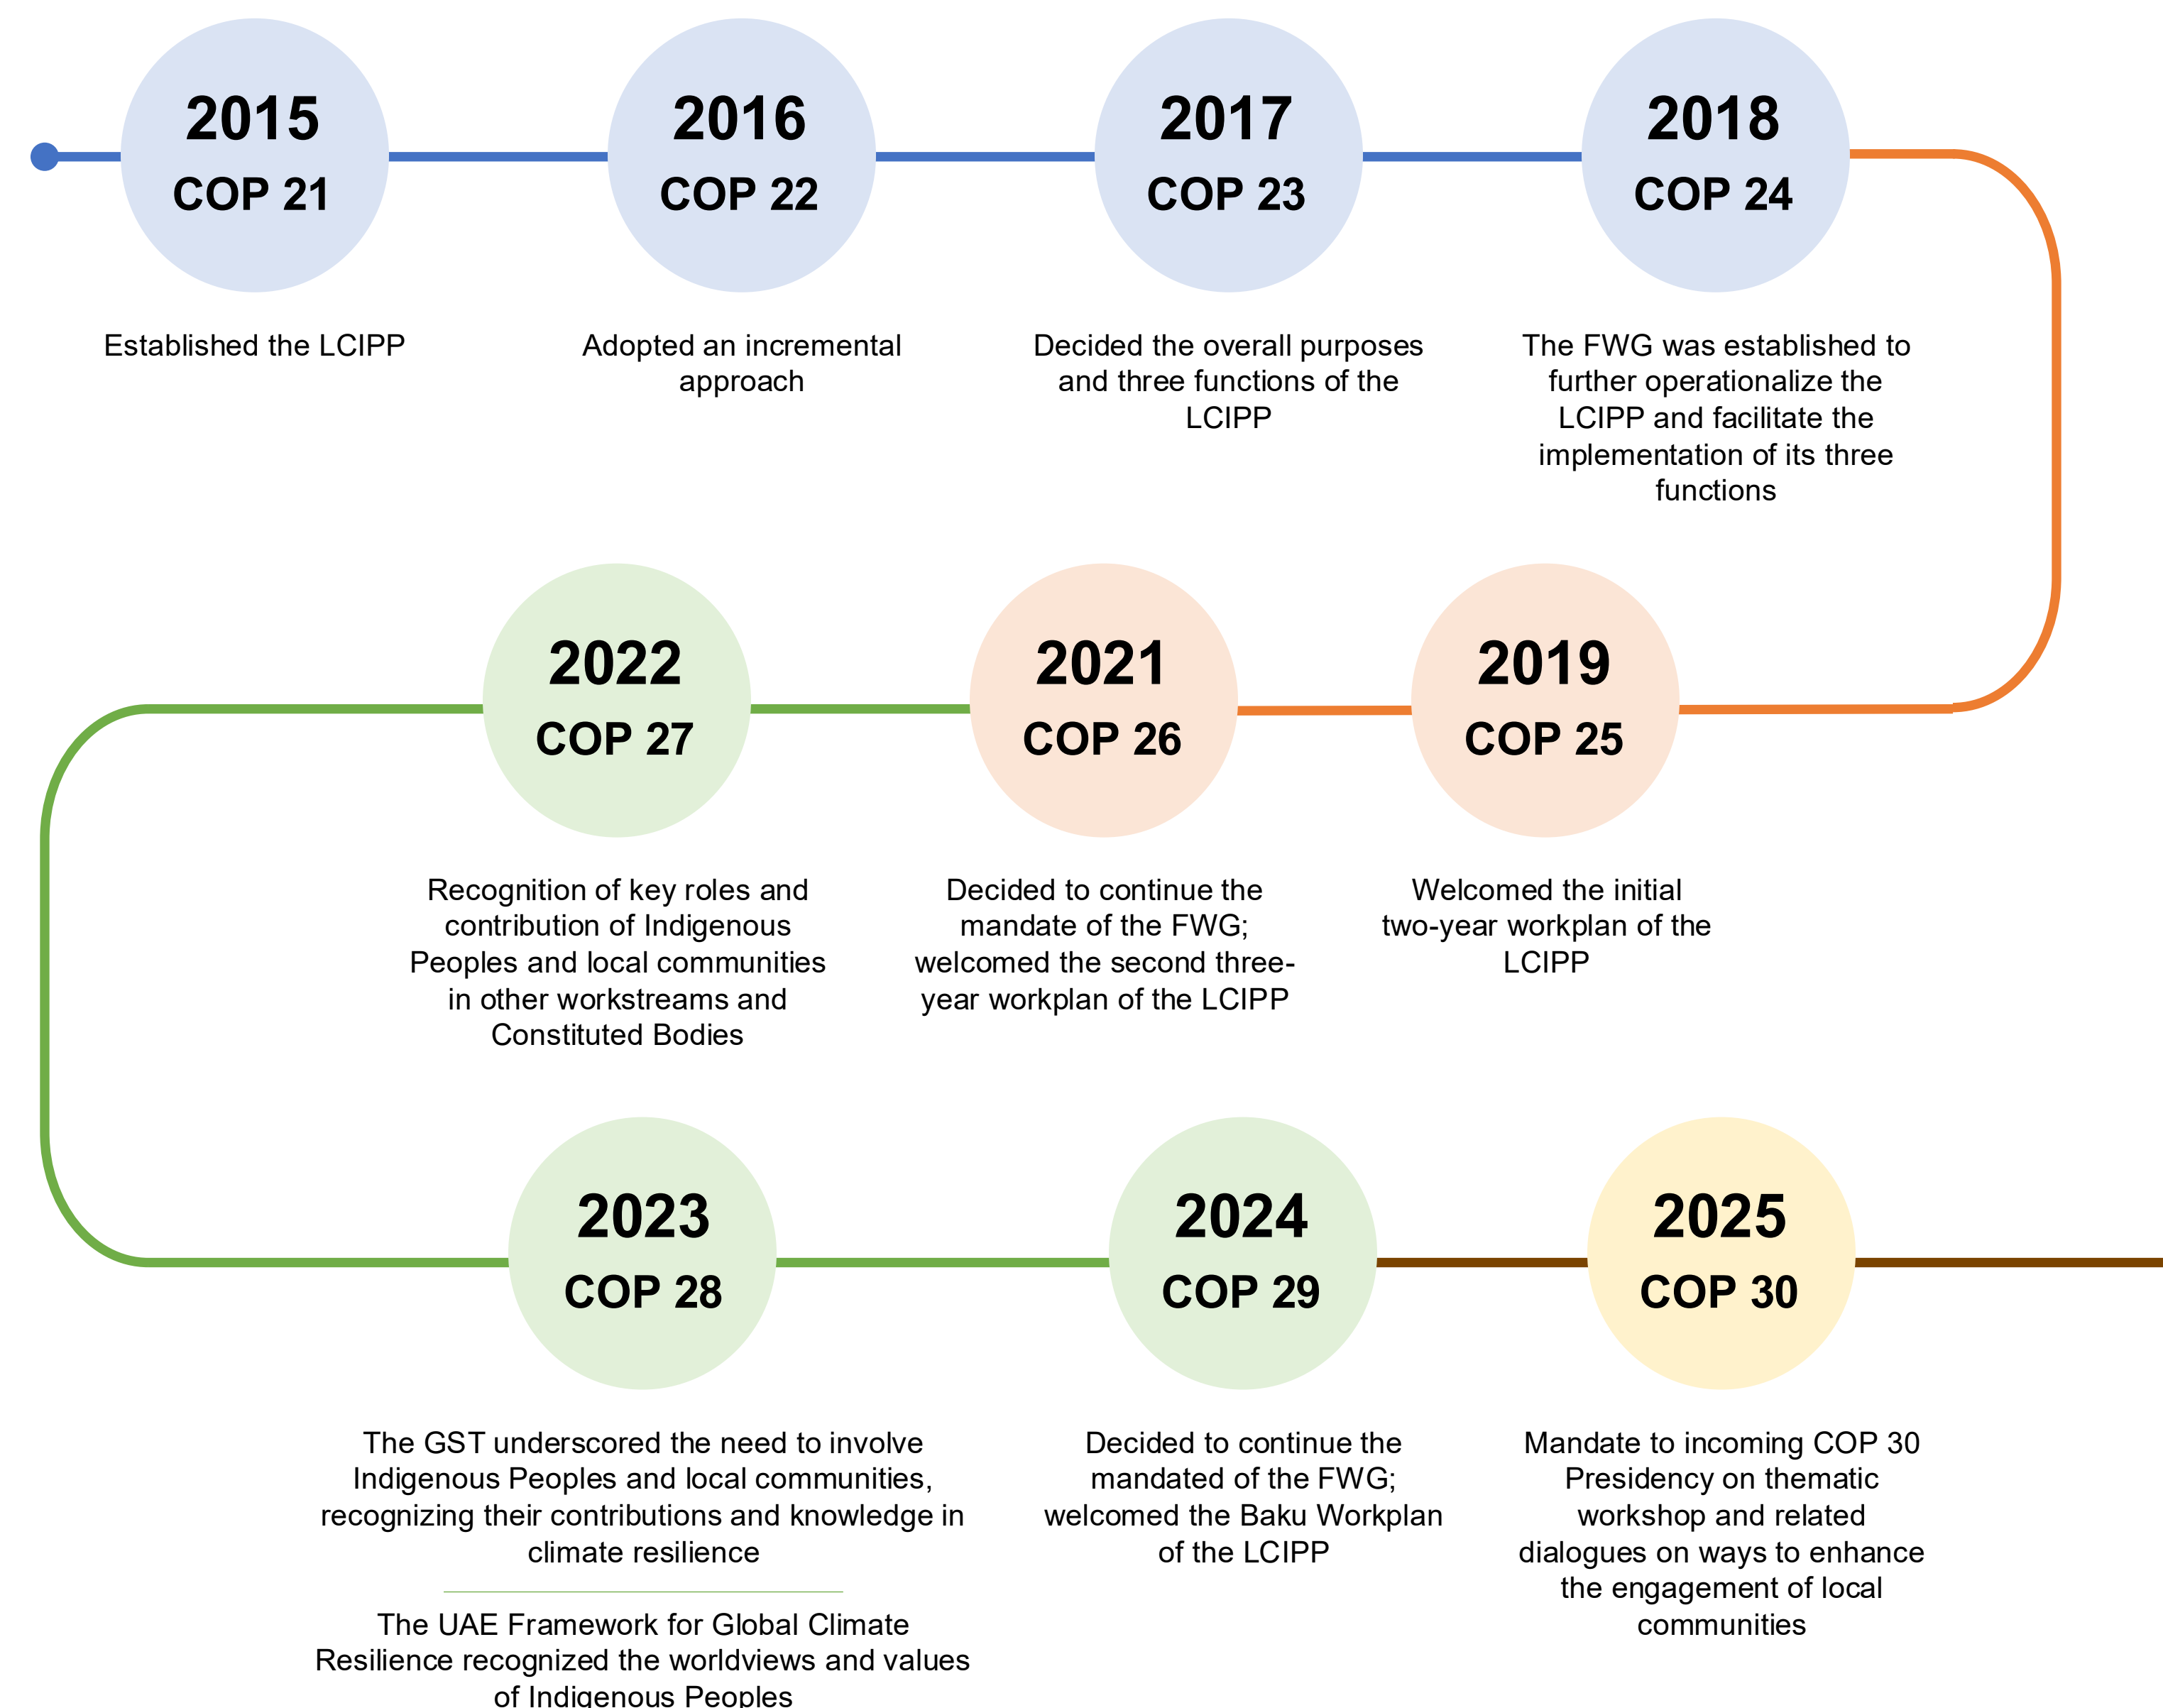 2015
COP 21
Established the LCIPP
2016
COP 22
Adopted an incremental
approach
2017
COP 23
Decided the overall purposes
and three functions of the
LCIPP
2018
COP 24
The FWG was established to
further operationalize the
LCIPP and facilitate the
implementation of its three
functions
2019
COP 25
Welcomed the initial
two-year workplan of the
LCIPP
2021
COP 26
Decided to continue the
mandate of the FWG;
welcomed the second three-
year workplan of the LCIPP
2022
COP 27
Recognition of key roles and
contribution of Indigenous
Peoples and local communities
in other workstreams and
Constituted Bodies
2023
COP 28
The GST underscored the need to involve
Indigenous Peoples and local communities,
recognizing their contributions and knowledge in
climate resilience
The UAE Framework for Global Climate
Resilience recognized the worldviews and values
of Indigenous Peoples
2024
COP 29
Decided to continue the
mandated of the FWG;
welcomed the Baku Workplan
of the LCIPP
2025
COP 30
Mandate to incoming COP 30
Presidency on thematic
workshop and related
dialogues on ways to enhance
the engagement of local
communities